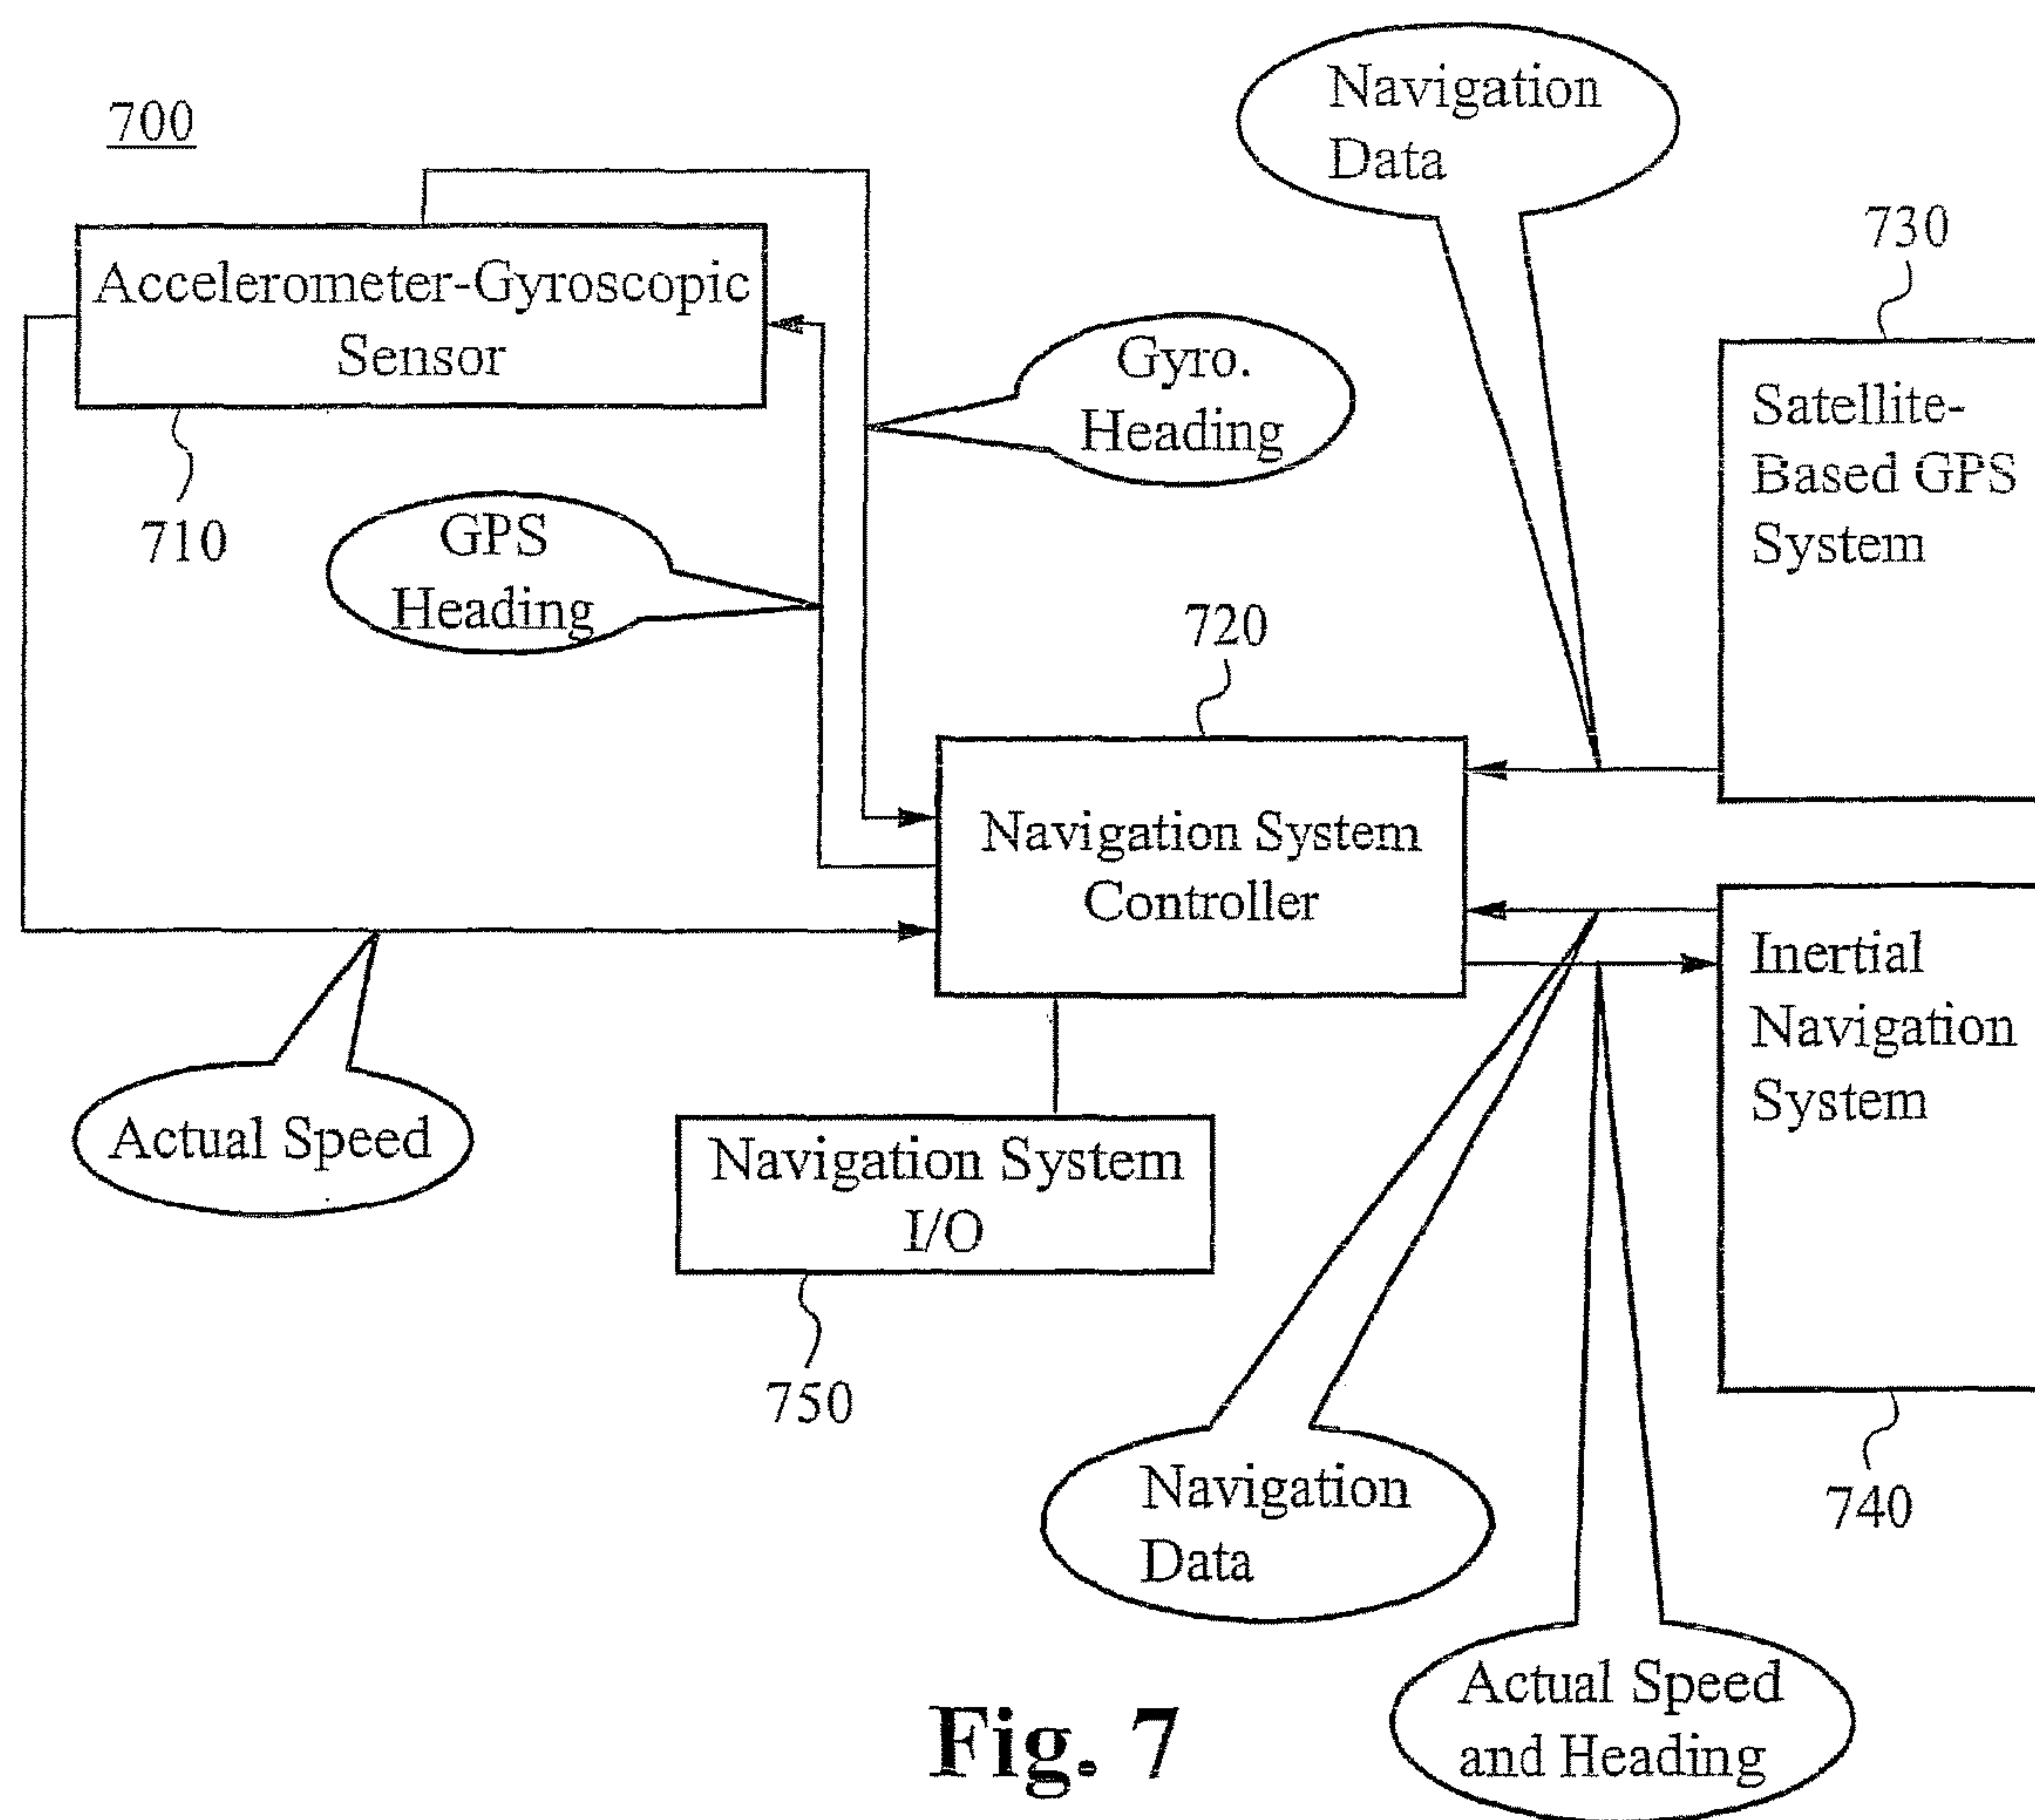 700
Navigation
Data
730
Accelerometer-Gyroscopic
Sensor
710
Gyro.
Heading
GPS
Heading
Satellite-
Based GPS
System
720
Navigation System
Controller
Inertial
Navigation
System
Actual Speed
Navigation System
I/O
750
Navigation
Data
740
Actual Speed
and Heading
Fig. 7